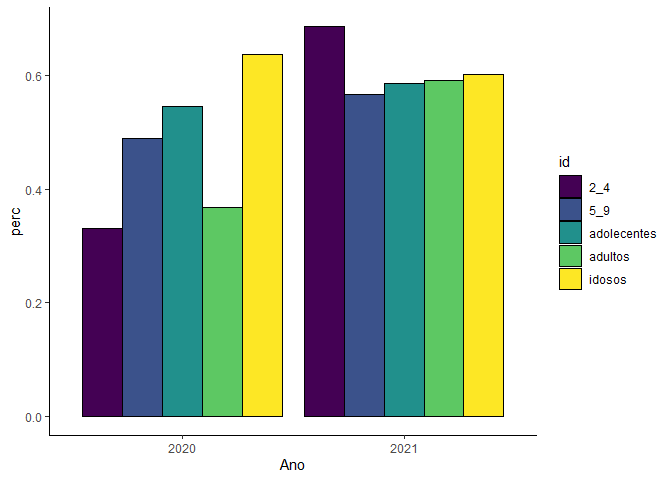 perc
0.6
0.4
0.2
0.0
2020
2021
Ano
id
2_4
5_9
adolecentes
adultos
idosos